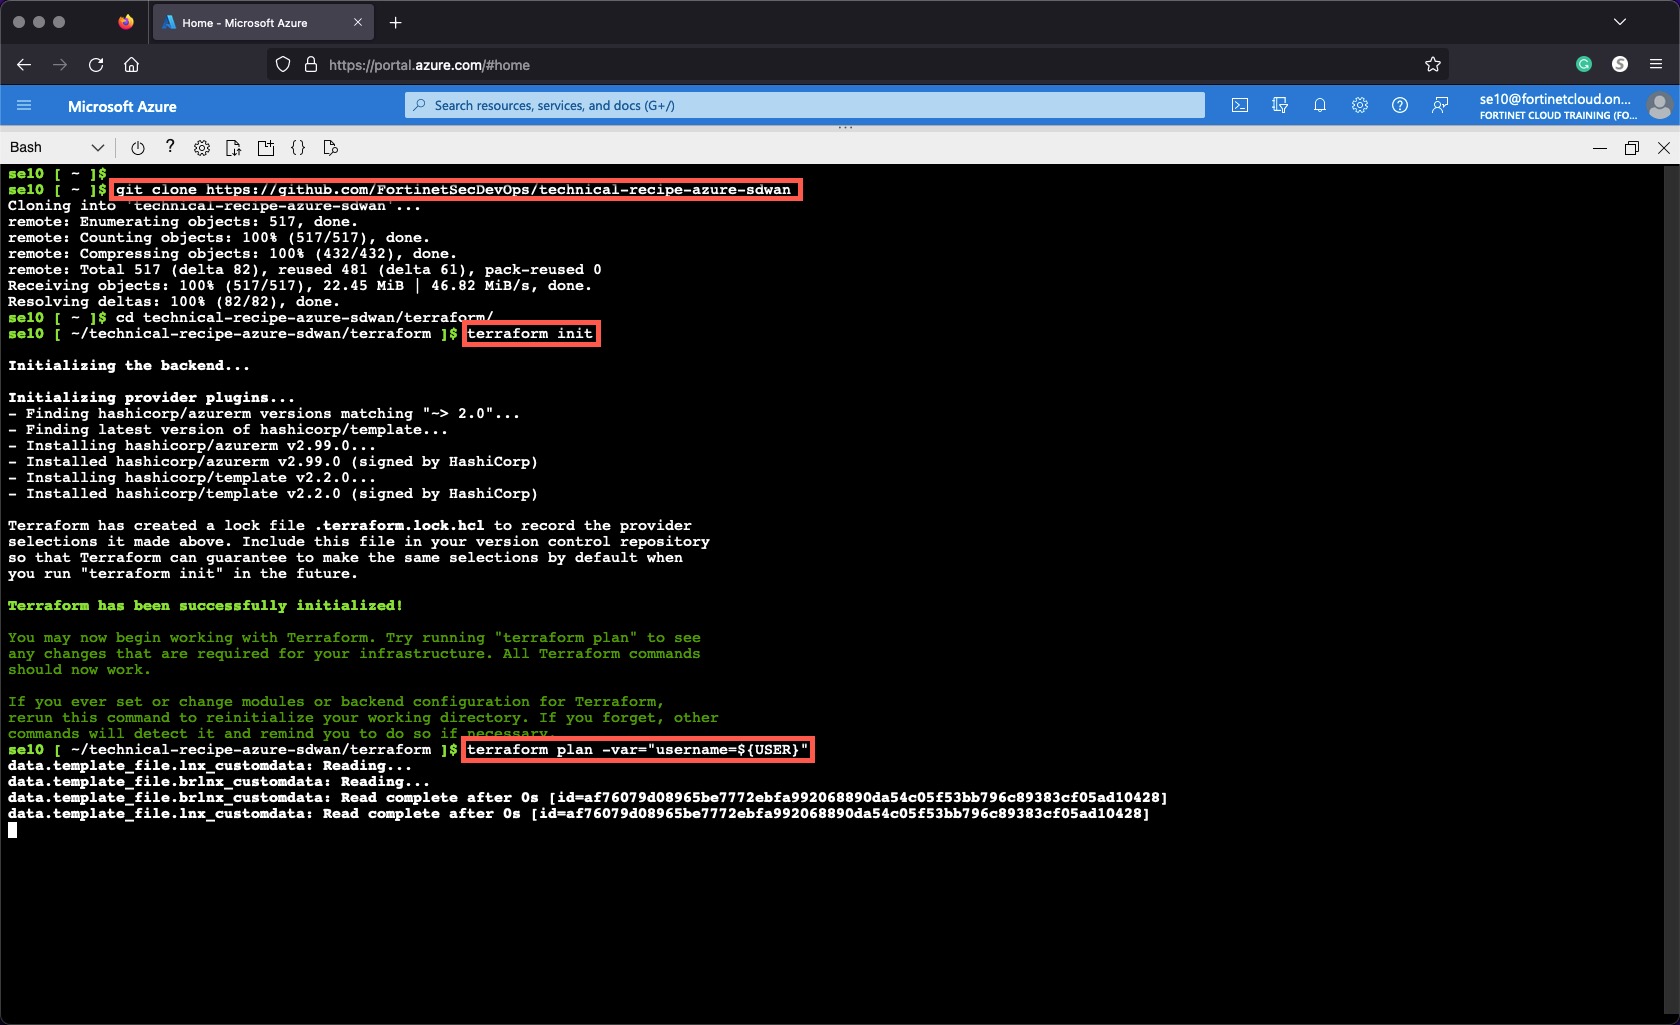 Home - Microsoft Azure
https://portal.azure.com/#home
Microsoft Azure
Search resources, services, and docs (G+/)
se10@fortinetcloud.on...
FORTINET CLOUD TRAINING (FO...
Bash
se10 [ ~ ]$
se10 [ ~ ]$ git clone https://github.com/FortinetSecDevOps/technical-recipe-azure-sdwan
Cloning into 'technical-recipe-azure-sdwan'...
remote: Enumerating objects: 517, done.
remote: Counting objects: 100% (517/517), done.
remote: Compressing objects: 100% (432/432), done.
remote: Total 517 (delta 82), reused 481 (delta 61), pack-reused 0
Receiving objects: 100% (517/517), 22.45 MiB | 46.82 MiB/s, done.
Resolving deltas: 100% (82/82), done.
se10 [ ~ ]$ cd technical-recipe-azure-sdwan/terraform/
se10 [ ~/technical-recipe-azure-sdwan/terraform ]$ terraform init
Initializing the backend...
Initializing provider plugins...
- Finding hashicorp/azurerm versions matching "~> 2.0"...
- Finding latest version of hashicorp/template...
- Installing hashicorp/azurerm v2.99.0...
- Installed hashicorp/azurerm v2.99.0 (signed by HashiCorp)
- Installing hashicorp/template v2.2.0...
- Installed hashicorp/template v2.2.0 (signed by HashiCorp)
Terraform has created a lock file .terraform.lock.hcl to record the provider
selections it made above. Include this file in your version control repository
so that Terraform can guarantee to make the same selections by default when
you run "terraform init" in the future.
Terraform has been successfully initialized!
You may now begin working with Terraform. Try running "terraform plan" to see
any changes that are required for your infrastructure. All Terraform commands
should now work.
If you ever set or change modules or backend configuration for Terraform,
rerun this command to reinitialize your working directory. If you forget, other
commands will detect it and remind you to do so if necessary.
se10 [ ~/technical-recipe-azure-sdwan/terraform ]$ terraform plan -var="username=${USER}"
data.template_file.lnx_customdata: Reading...
data.template_file.brlnx_customdata: Reading...
data.template_file.brlnx_customdata: Read complete after 0s [id=af76079d08965be7772ebfa992068890da54c05f53bb796c89383cf05ad10428]
data.template_file.lnx_customdata: Read complete after 0s [id=af76079d08965be7772ebfa992068890da54c05f53bb796c89383cf05ad10428]